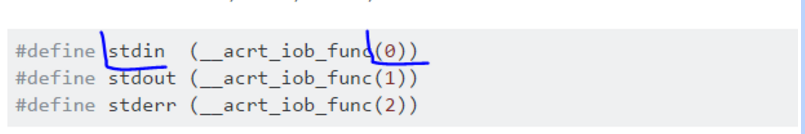 #define stdin (__acrt_iob_func(0))
#define stdout (__acrt_iob_func(1))
#define stderr (__acrt_iob_func(2))